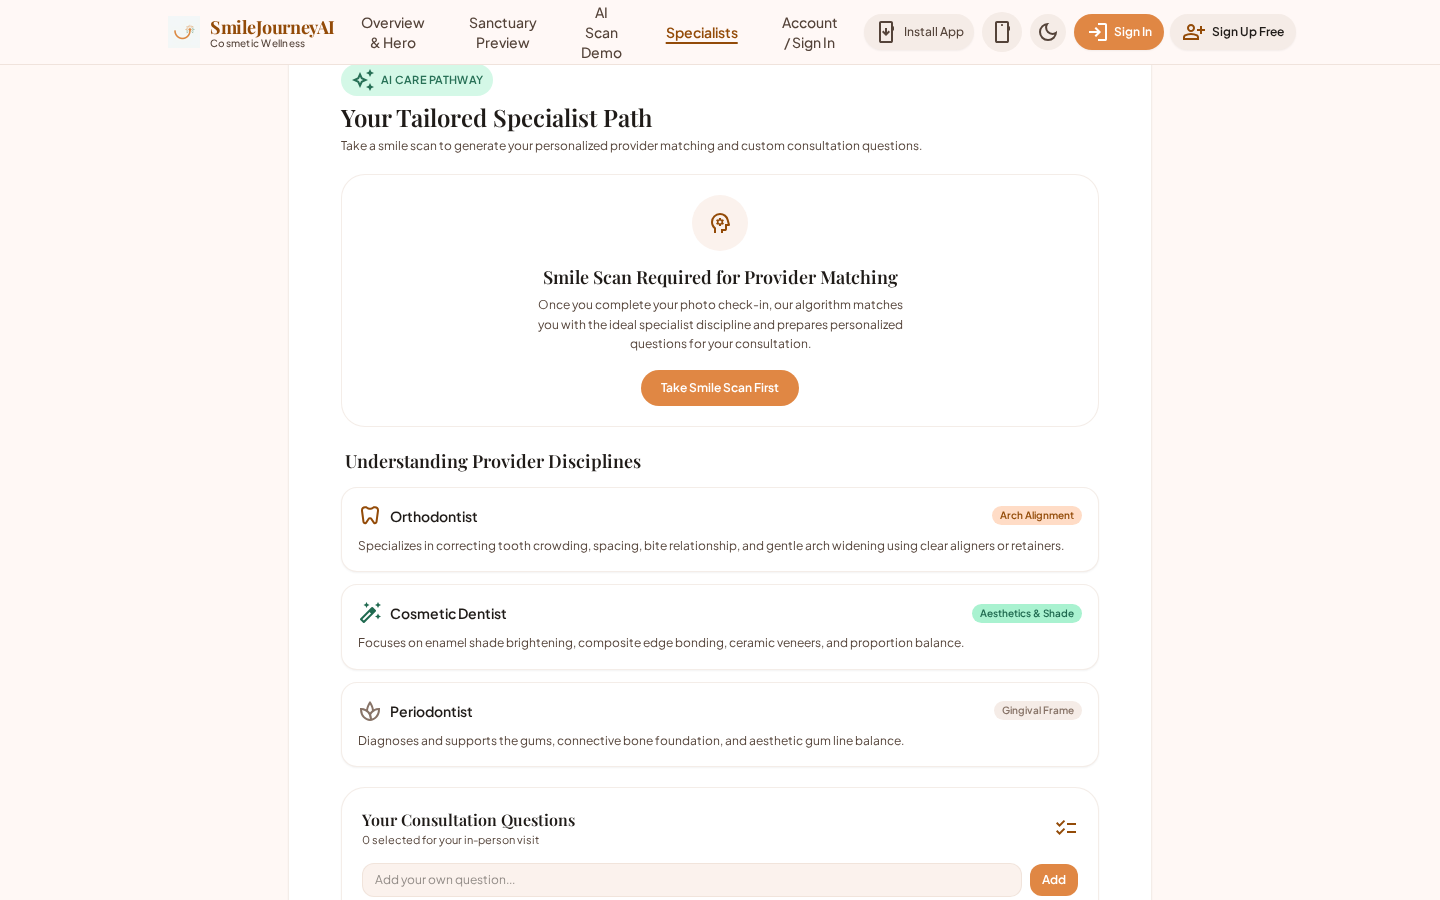 SmileJourneyAI
Cosmetic Wellness
Overview
& Hero
Sanctuary
Preview
AI
Scan
Demo
Specialists
Account
/ Sign In
Install App
Sign In
Sign Up Free
AI CARE PATHWAY
Your Tailored Specialist Path
Take a smile scan to generate your personalized provider matching and custom consultation questions.
Smile Scan Required for Provider Matching
Once you complete your photo check-in, our algorithm matches
you with the ideal specialist discipline and prepares personalized
questions for your consultation.
Take Smile Scan First
Understanding Provider Disciplines
Orthodontist
Arch Alignment
Specializes in correcting tooth crowding, spacing, bite relationship, and gentle arch widening using clear aligners or retainers.
Cosmetic Dentist
Aesthetics & Shade
Focuses on enamel shade brightening, composite edge bonding, ceramic veneers, and proportion balance.
Periodontist
Gingival Frame
Diagnoses and supports the gums, connective bone foundation, and aesthetic gum line balance.
Your Consultation Questions
0 selected for your in-person visit
Add your own question...
Add